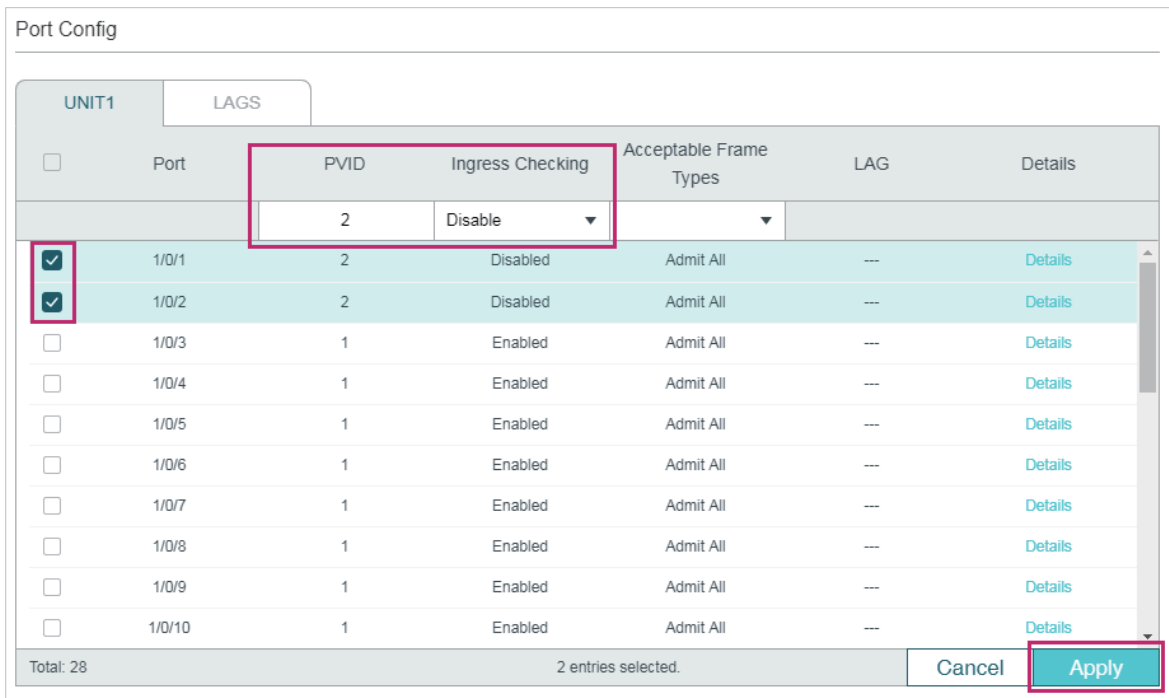 Port Config
UNIT1 LAGS
Port PVID Ingress Checking Acceptable Frame Types LAG Details
2 Disable
1/0/1 2 Disabled Admit All --- Details
1/0/2 2 Disabled Admit All --- Details
1/0/3 1 Enabled Admit All --- Details
1/0/4 1 Enabled Admit All --- Details
1/0/5 1 Enabled Admit All --- Details
1/0/6 1 Enabled Admit All --- Details
1/0/7 1 Enabled Admit All --- Details
1/0/8 1 Enabled Admit All --- Details
1/0/9 1 Enabled Admit All --- Details
1/0/10 1 Enabled Admit All --- Details
Total: 28 2 entries selected. Cancel Apply